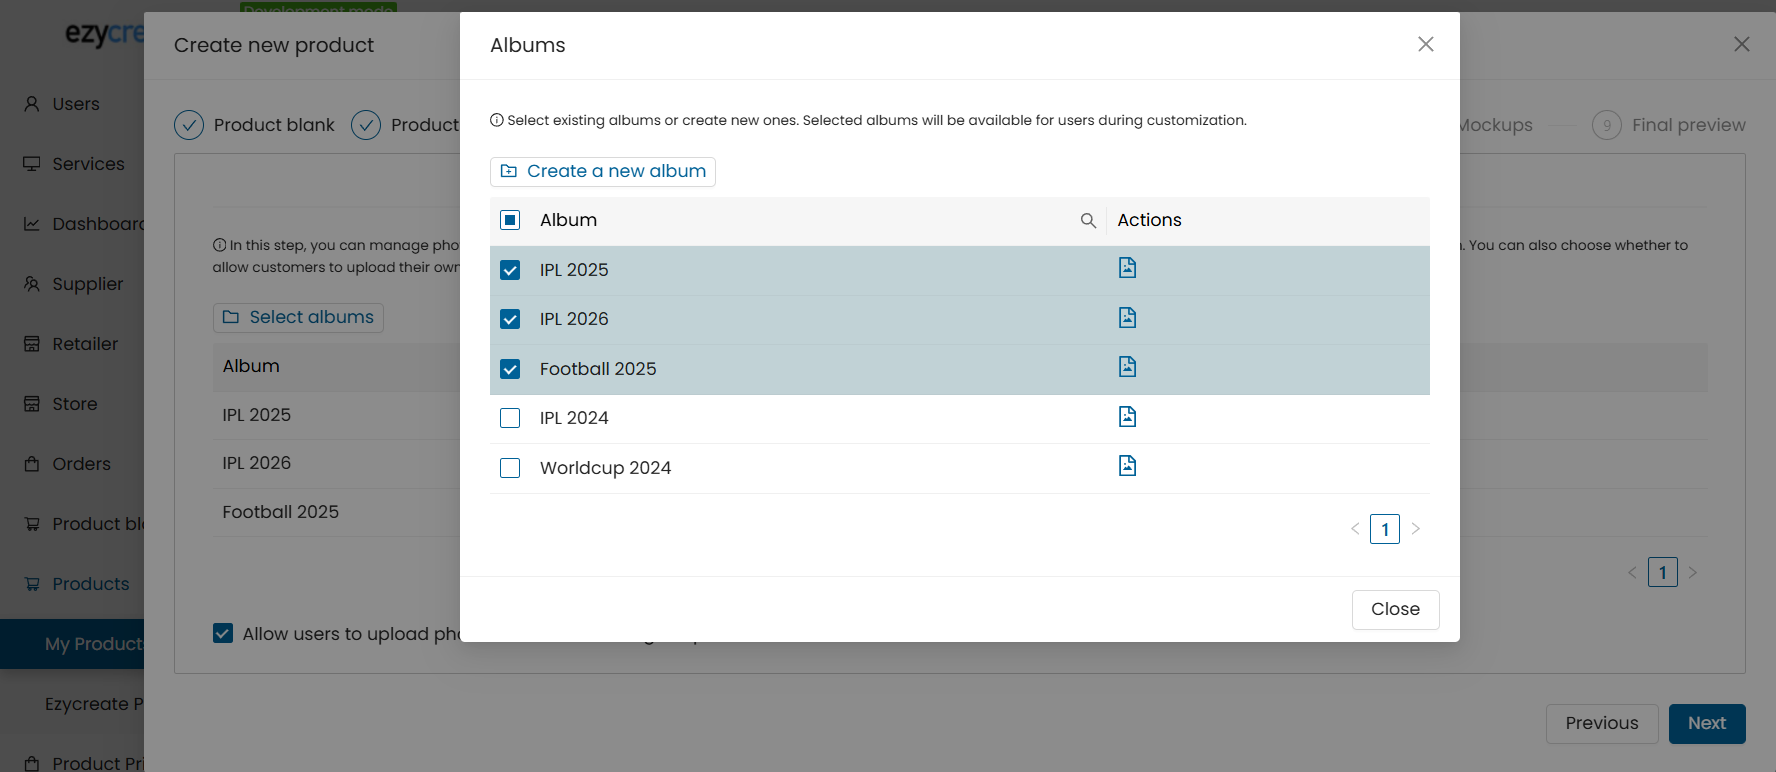 Development mode
ezycre
Create new product
Albums
Users
Services
Dashboard
Supplier
Retailer
Store
Orders
Product bl
Products
My Products
Ezycreate P
Product Pri
Product blank
Product
Mockups
9
Final preview
In this step, you can manage pho
. You can also choose whether to
allow customers to upload their own
Select albums
Album
IPL 2025
IPL 2026
Football 2025
1
Allow users to upload pho
Previous
Next
Select existing albums or create new ones. Selected albums will be available for users during customization.
Create a new album
Album
Actions
IPL 2025
IPL 2026
Football 2025
IPL 2024
Worldcup 2024
1
Close